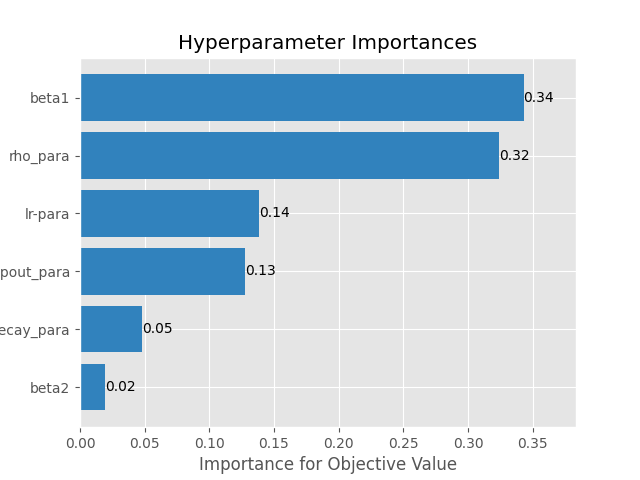 Hyperparameter Importances
beta1
0.34
rho_para
0.32
lr-para
0.14
pout_para
0.13
ecay_para
0.05
beta2
0.02
0.00 0.05 0.10 0.15 0.20 0.25 0.30 0.35
Importance for Objective Value